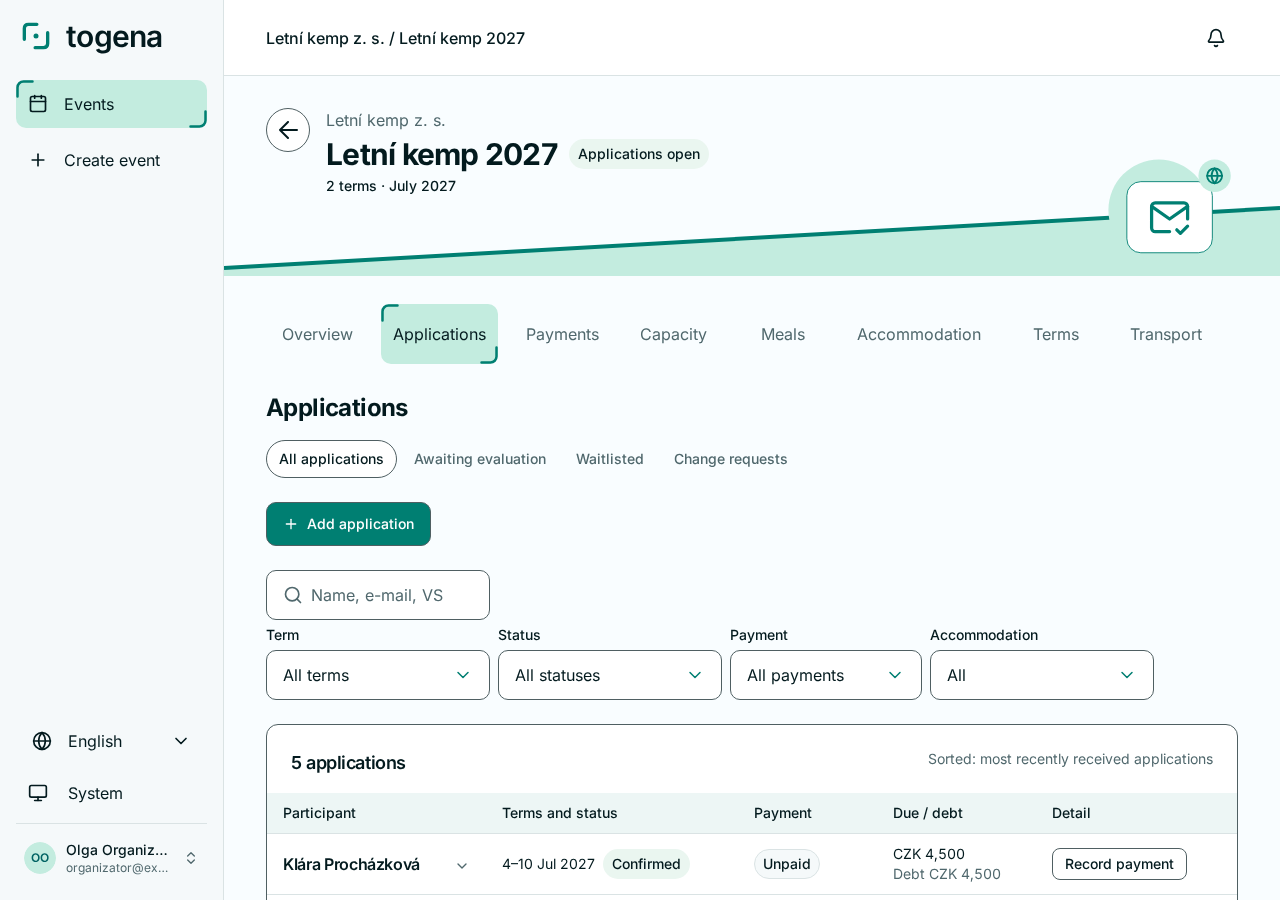 togena
Events
Create event
English
System
OO
Olga Organiz...
organizator@ex...
Letní kemp z. s. / Letní kemp 2027
Letní kemp z. s.
Letní kemp 2027
Applications open
2 terms · July 2027
Overview
Applications
Payments
Capacity
Meals
Accommodation
Terms
Transport
Applications
All applications
Awaiting evaluation
Waitlisted
Change requests
Add application
Name, e-mail, VS
Term
Status
Payment
Accommodation
All terms
All statuses
All payments
All
5 applications
Sorted: most recently received applications
Participant
Terms and status
Payment
Due / debt
Detail
Klára Procházková
4–10 Jul 2027
Confirmed
Unpaid
CZK 4,500
Debt CZK 4,500
Record payment